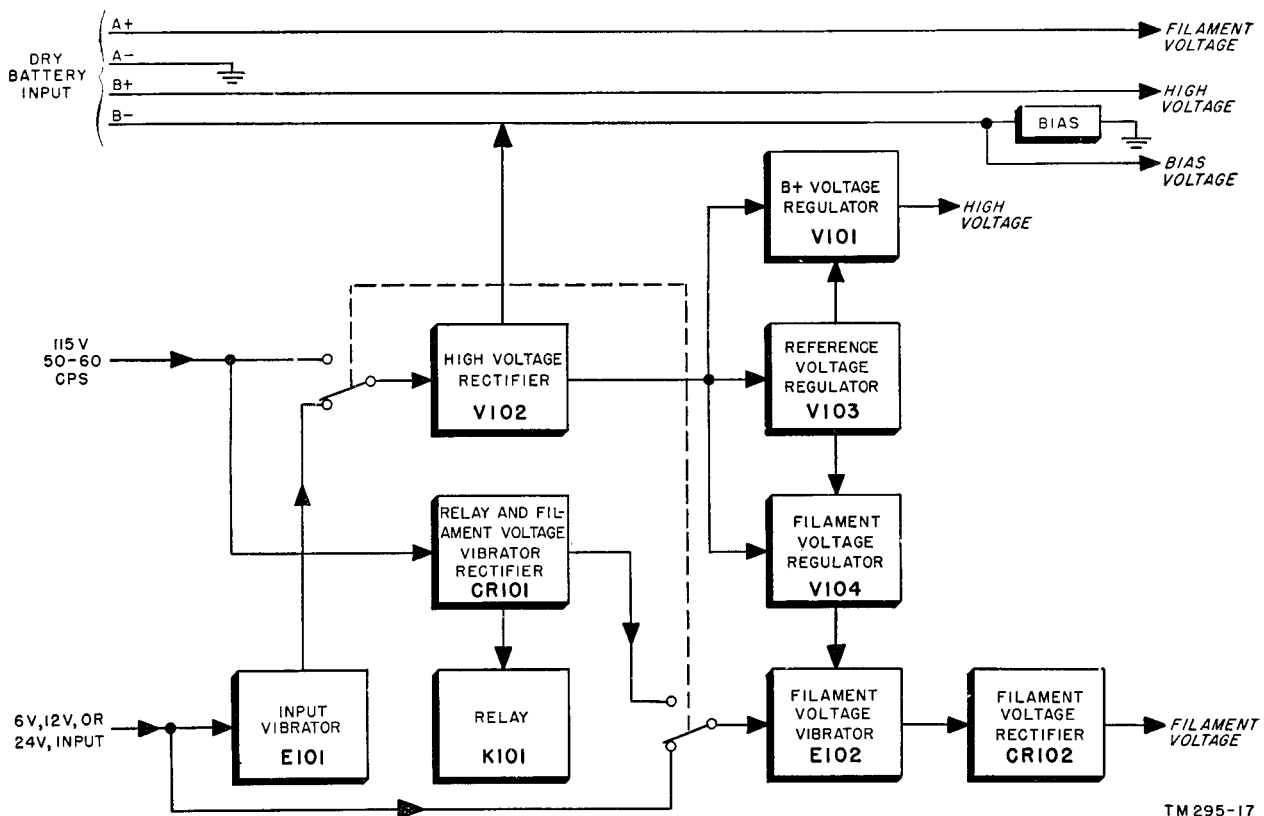 DRY
BATTERY
INPUT
A+
A-
B+
B-
FILAMENT
VOLTAGE
HIGH
VOLTAGE
BIAS
BIAS
VOLTAGE
B+ VOLTAGE
REGULATOR
V101
HIGH
VOLTAGE
115V
50-60
CPS
HIGH VOLTAGE
RECTIFIER
V102
REFERENCE
VOLTAGE
REGULATOR
V103
RELAY AND FIL-
AMENT VOLTAGE
VIBRATOR
RECTIFIER
CR101
FILAMENT
VOLTAGE
REGULATOR
V104
6V, 12V, OR
24V, INPUT
INPUT
VIBRATOR
E101
RELAY
K101
FILAMENT
VOLTAGE
VIBRATOR
E102
FILAMENT
VOLTAGE
RECTIFIER
CR102
FILAMENT
VOLTAGE
TM 295-17